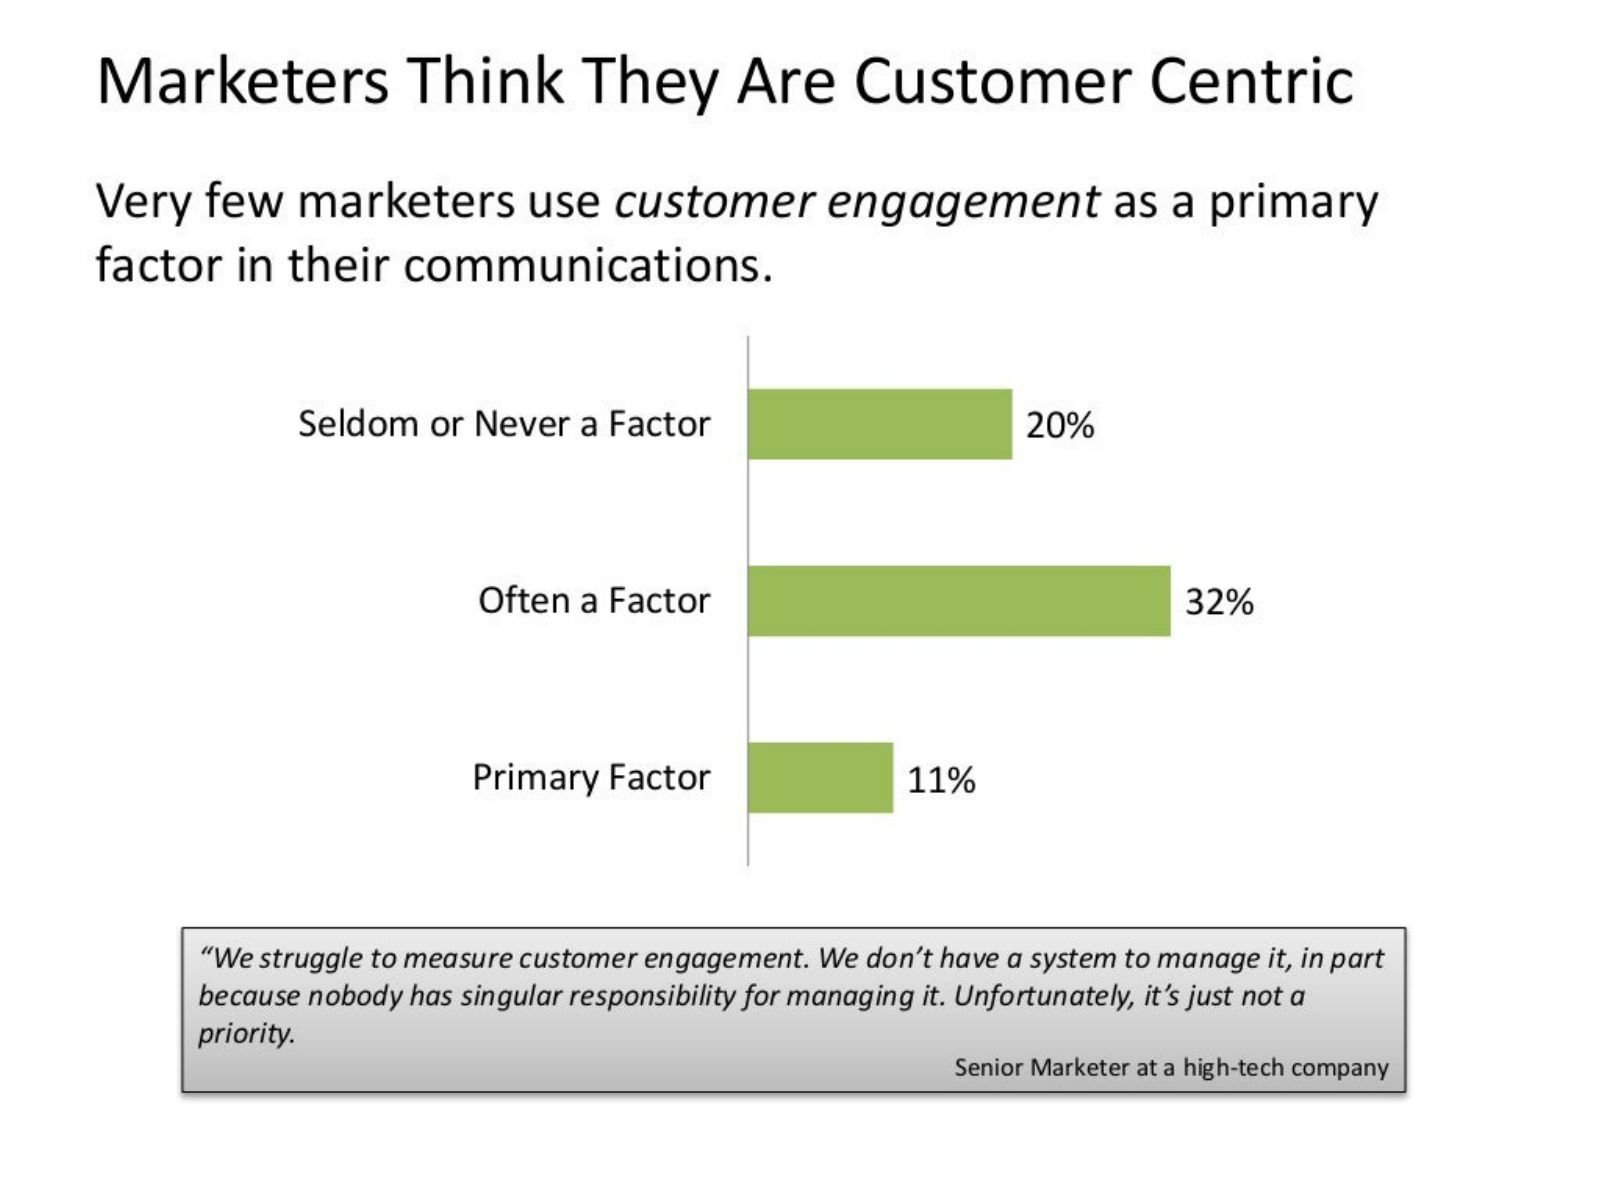 Marketers Think They Are Customer Centric
Very few marketers use customer engagement as a primary
factor in their communications.
Seldom or Never a Factor
20%
Often a Factor
32%
Primary Factor
11%
“We struggle to measure customer engagement. We don’t have a system to manage it, in part
because nobody has singular responsibility for managing it. Unfortunately, it’s just not a
priority.
Senior Marketer at a high-tech company